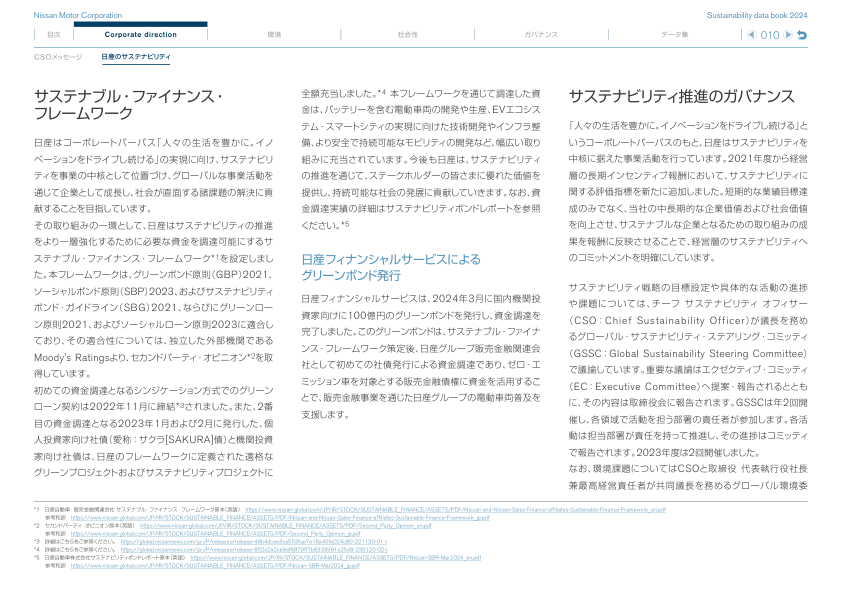 Nissan Motor Corporation
Sustainability data book 2024
目次
Corporate direction
環境
社会性
ガバナンス
データ集
010
CSOメッセージ
日産のサステナビリティ
サステナブル・ファイナンス・
フレームワーク
日産はコーポレートパーパス「人々の生活を豊かに。イノ
ベーションをドライブし続ける」の実現に向け、サステナビリ
ティを事業の中核として位置づけ、グローバルな事業活動を
通じて企業として成長し、社会が直面する諸課題の解決に貢
献することを目指しています。
その取り組みの一環として、日産はサステナビリティの推進
をより一層強化するために必要な資金を調達可能にするサ
ステナブル・ファイナンス・フレームワーク*1を設定しまし
た。本フレームワークは、グリーンボンド原則(GBP)2021、
ソーシャルボンド原則(SBP)2023、およびサステナビリティ
ボンド・ガイドライン(SBG)2021、ならびにグリーンロー
ン原則2021、およびソーシャルローン原則2023に適合し
ており、その適合性については、独立した外部機関である
Moody's Ratingsより、セカンドパーティ・オピニオン*2を取
得しています。
初めての資金調達となるシンジケーション方式でのグリーン
ローン契約は2022年11月に締結*3されました。また、2番
目の資金調達となる2023年1月および2月に発行した、個
人投資家向け社債(愛称:サクラ[SAKURA]債)と機関投資
家向け社債は、日産のフレームワークに定義された適格な
グリーンプロジェクトおよびサステナビリティプロジェクトに
全額充当しました。*4 本フレームワークを通じて調達した資
金は、バッテリーを含む電動車両の開発や生産、EVエコシス
テム・スマートシティの実現に向けた技術開発やインフラ整
備、より安全で持続可能なモビリティの開発など、幅広い取り
組みに充当されています。今後も日産は、サステナビリティ
の推進を通じて、ステークホルダーの皆さまに優れた価値を
提供し、持続可能な社会の発展に貢献していきます。なお、資
金調達実績の詳細はサステナビリティボンドレポートを参照
ください。*5
日産フィナンシャルサービスによる
グリーンボンド発行
日産フィナンシャルサービスは、2024年3月に国内機関投
資家向けに100億円のグリーンボンドを発行し、資金調達を
完了しました。このグリーンボンドは、サステナブル・ファイナ
ンス・フレームワーク策定後、日産グループ販売金融関連会
社として初めての社債発行による資金調達であり、ゼロ・エ
ミッション車を対象とする販売金融債権に資金を活用するこ
とで、販売金融事業を通じた日産グループの電動車両普及を
支援します。
サステナビリティ推進のガバナンス
「人々の生活を豊かに。イノベーションをドライブし続ける」と
いうコーポレートパーパスのもと、日産はサステナビリティを
中核に据えた事業活動を行っています。2021年度から経営
層の長期インセンティブ報酬において、サステナビリティに
関する評価指標を新たに追加しました。短期的な業績目標達
成のみでなく、当社の中長期的な企業価値および社会価値
を向上させ、サステナブルな企業となるための取り組みの成
果を報酬に反映させることで、経営層のサステナビリティへ
のコミットメントを明確にしています。
サステナビリティ戦略の目標設定や具体的な活動の進捗
や課題については、チーフ サステナビリティ オフィサー
(CSO:Chief Sustainability Officer)が議長を務め
るグローバル・サステナビリティ・ステアリング・コミッティ
(GSSC:Global Sustainability Steering Committee)
で議論しています。重要な議論はエグゼクティブ・コミッティ
(EC:Executive Committee)へ提案・報告されるととも
に、その内容は取締役会に報告されます。GSSCは年2回開
催し、各領域で活動を担う部署の責任者が参加します。各活
動は担当部署が責任を持って推進し、その進捗はコミッティ
で報告されます。2023年度は2回開催しました。
なお、環境課題についてはCSOと取締役 代表執行役社長
兼最高経営責任者が共同議長を務めるグローバル環境委
*1 日産自動車・販売金融関連会社 サステナブル・ファイナンス・フレームワーク原本(英語) https://www.nissan-global.com/JP/IR/STOCK/SUSTAINABLE_FINANCE/ASSETS/PDF/Nissan-and-Nissan-Sales-Finance-affiliates-Sustainable-Finance-Framework_en.pdf
参考和訳 https://www.nissan-global.com/JP/IR/STOCK/SUSTAINABLE_FINANCE/ASSETS/PDF/Nissan-and-Nissan-Sales-Finance-affiliates-Sustainable-Finance-Framework_jp.pdf
*2 セカンドパーティ・オピニオン原本(英語) https://www.nissan-global.com/JP/IR/STOCK/SUSTAINABLE_FINANCE/ASSETS/PDF/Second_Party_Opinion_en.pdf
参考和訳 https://www.nissan-global.com/JP/IR/STOCK/SUSTAINABLE_FINANCE/ASSETS/PDF/Second_Party_Opinion_jp.pdf
*3 詳細はこちらをご参照ください。
*4 詳細はこちらをご参照ください。
*5 日産自動車株式会社サステナビリティボンドレポート原本(英語) https://www.nissan-global.com/JP/IR/STOCK/SUSTAINABLE_FINANCE/ASSETS/PDF/Nissan-SBR-Mar2024_en.pdf
参考和訳 https://www.nissan-global.com/JP/IR/STOCK/SUSTAINABLE_FINANCE/ASSETS/PDF/Nissan-SBR-Mar2024_jp.pdf